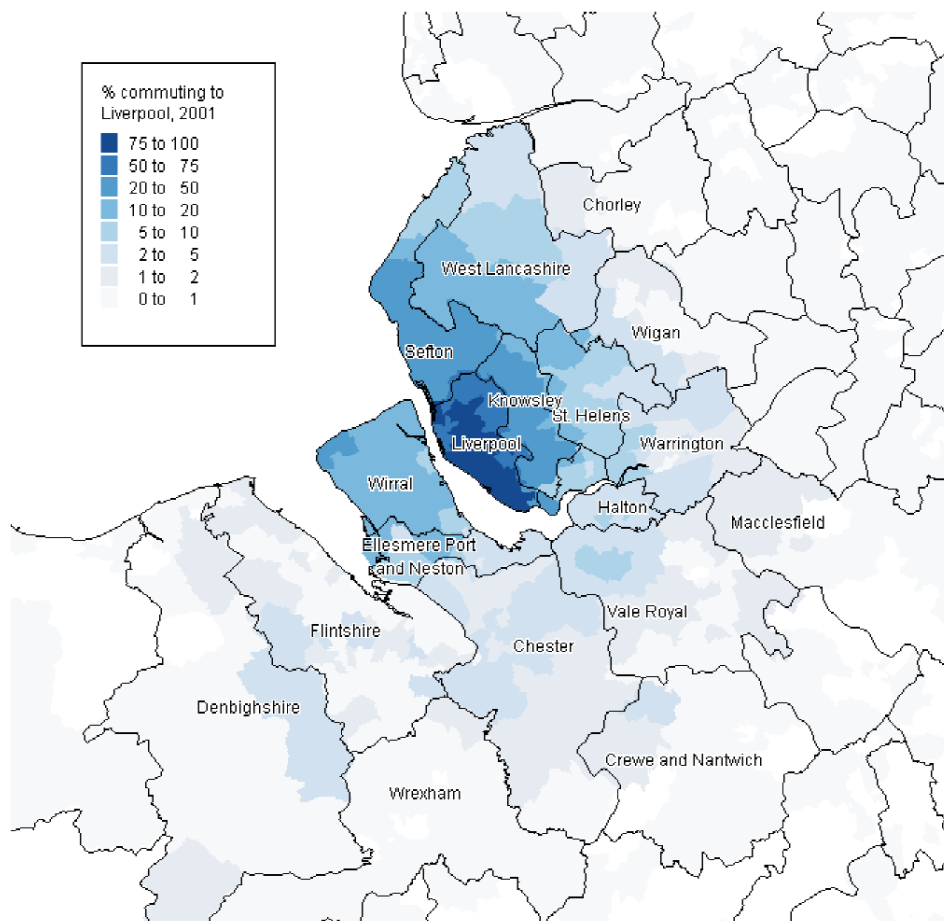 % commuting to
Liverpool, 2001
75 to 100
50 to 75
20 to 50
10 to 20
5 to 10
2 to 5
1 to 2
0 to 1
Chorley
West Lancashire
Wigan
Sefton
Knowsley
St. Helens
Liverpool
Warrington
Wirral
Halton
Macclesfield
Ellesmere Port
and Neston
Vale Royal
Flintshire
Chester
Denbighshire
Crewe and Nantwich
Wrexham